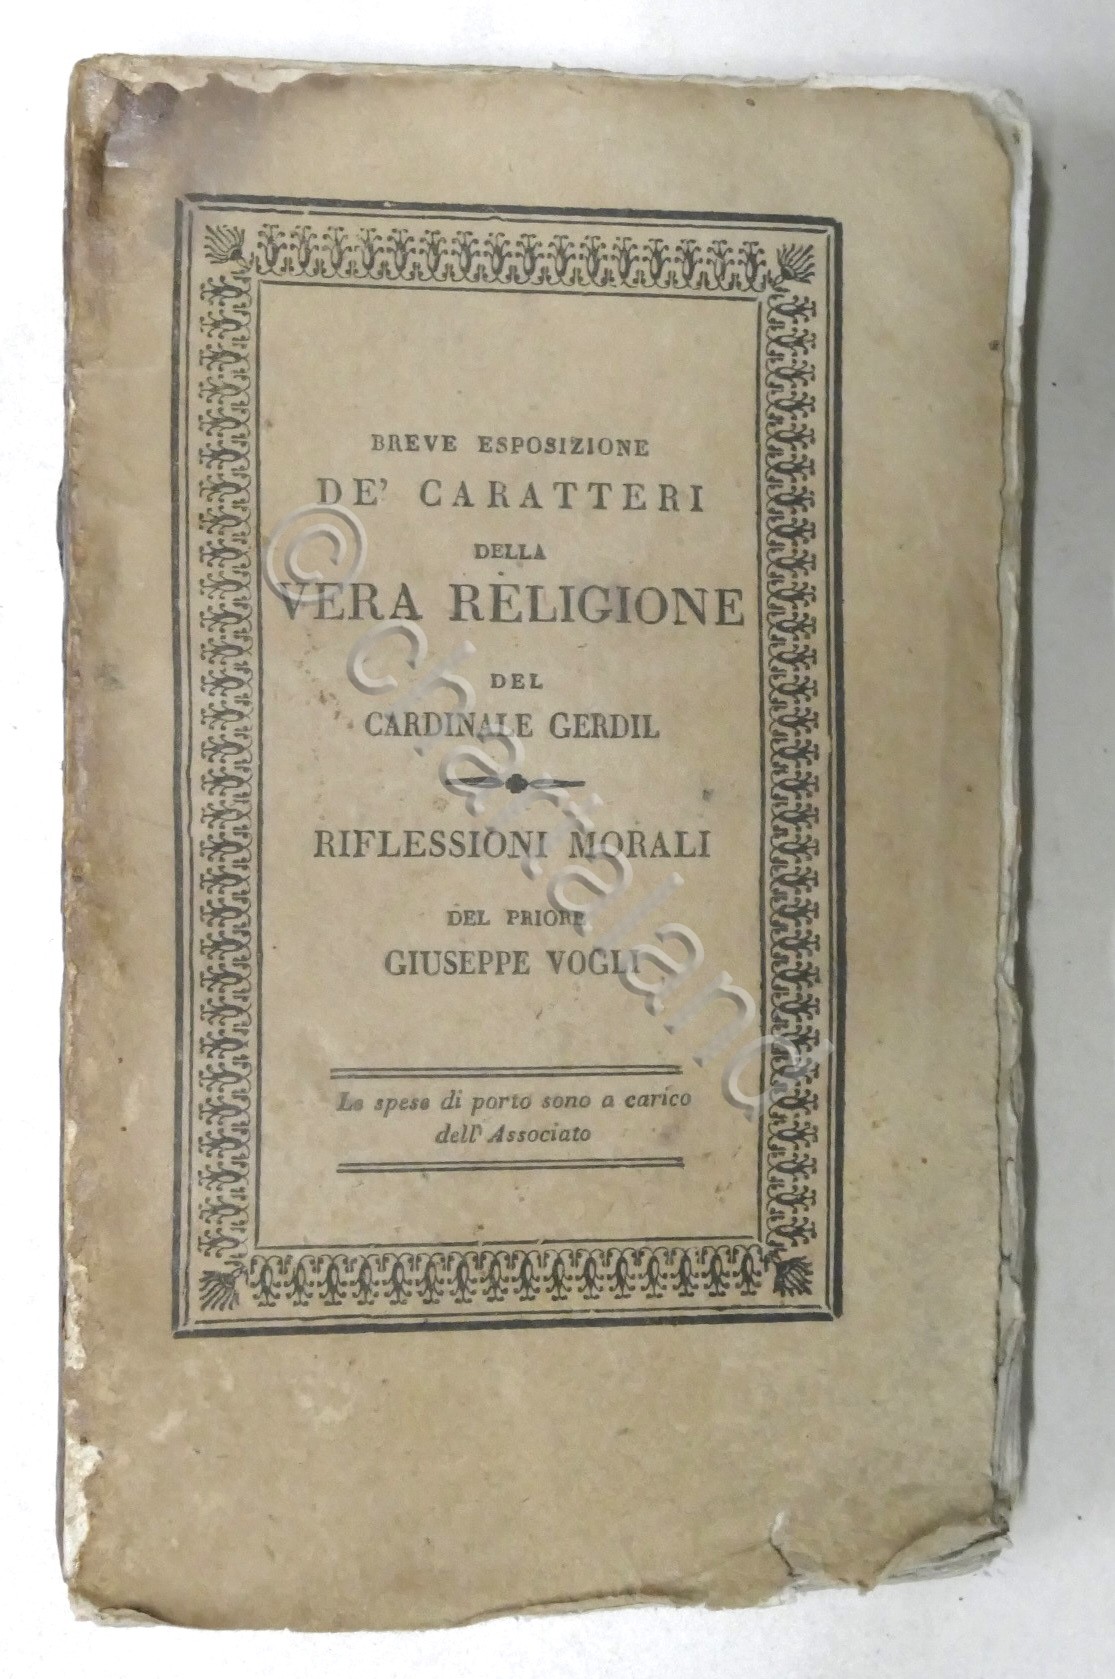 BREVE ESPOSIZIONE
DE' CARATTERI
DELLA
VERA RELIGIONE
DEL
CARDINALE GERDIL
RIFLESSIONI MORALI
DEL PRIORE
GIUSEPPE VOGLI
Le spese di porto sono a carico
dell' Associato
© chartaland